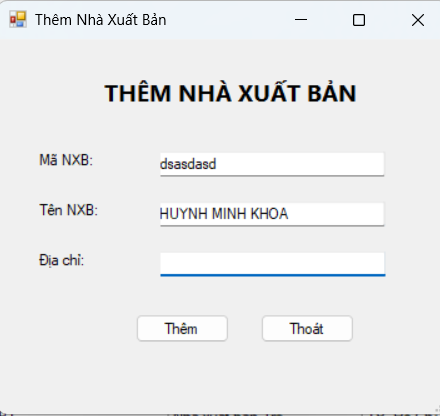 Thêm Nhà Xuất Bản
THÊM NHÀ XUẤT BẢN
Mã NXB:
dsasdasd
Tên NXB:
HUYNH MINH KHOA
Địa chỉ:
Thêm
Thoát